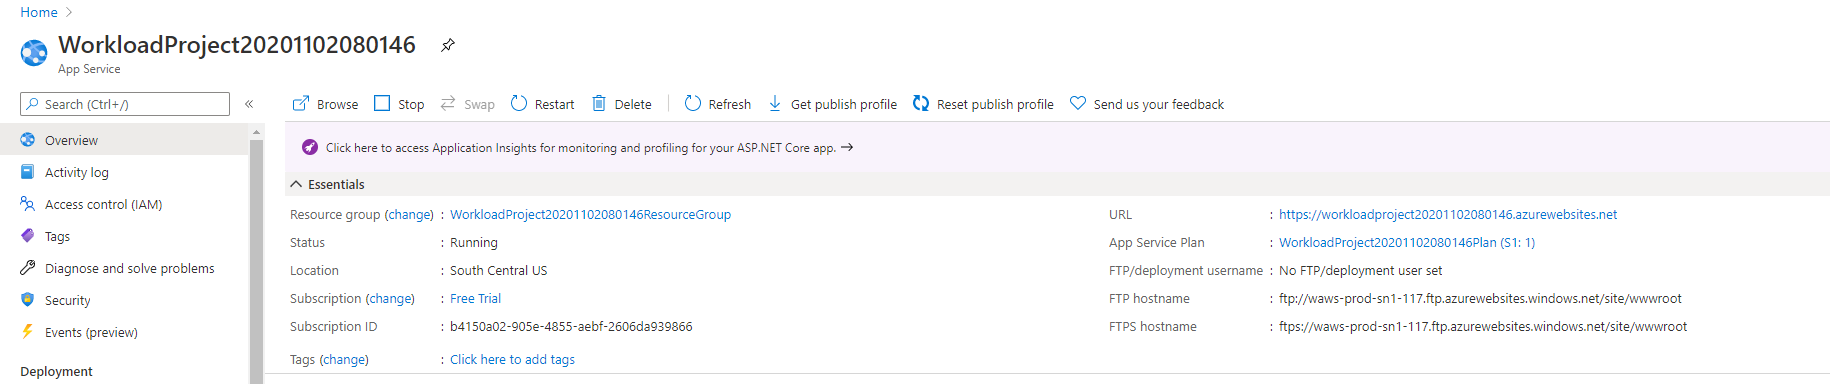 Home >
WorkloadProject20201102080146
App Service
Search (Ctrl+/)
«
Browse Stop Swap Restart Delete Refresh Get publish profile Reset publish profile Send us your feedback
Overview
Activity log
Access control (IAM)
Tags
Diagnose and solve problems
Security
Events (preview)
Deployment
Click here to access Application Insights for monitoring and profiling for your ASP.NET Core app. →
Essentials
Resource group (change) : WorkloadProject20201102080146ResourceGroup
Status : Running
Location : South Central US
Subscription (change) : Free Trial
Subscription ID : b4150a02-905e-4855-aebf-2606da939866
Tags (change) : Click here to add tags
URL : https://workloadproject20201102080146.azurewebsites.net
App Service Plan : WorkloadProject20201102080146Plan (S1: 1)
FTP/deployment username : No FTP/deployment user set
FTP hostname : ftp://waws-prod-sn1-117.ftp.azurewebsites.windows.net/site/wwwroot
FTPS hostname : ftps://waws-prod-sn1-117.ftp.azurewebsites.windows.net/site/wwwroot